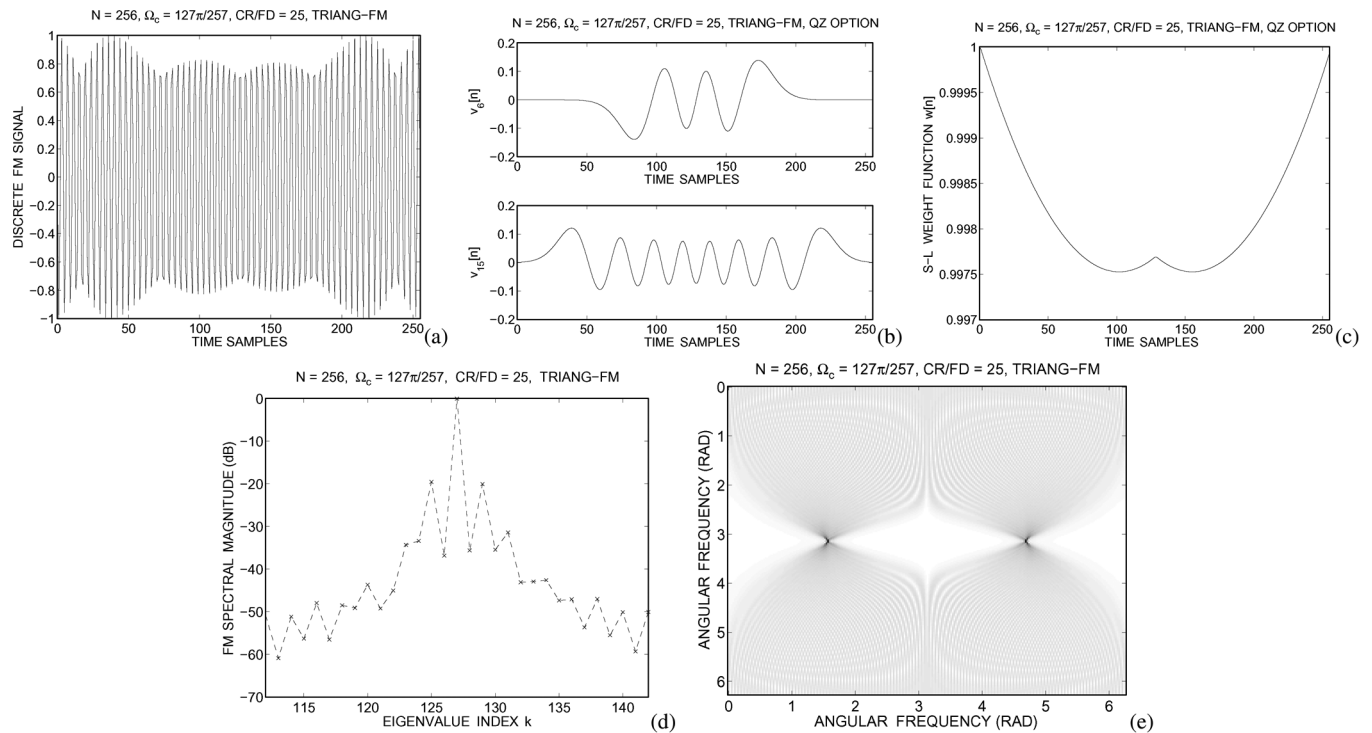 N = 256, Ωc = 127π/257, CR/FD = 25, TRIANG−FM
DISCRETE FM SIGNAL
1
0.8
0.6
0.4
0.2
0
−0.2
−0.4
−0.6
−0.8
−1
0 50 100 150 200 250
TIME SAMPLES
(a)
N = 256, Ωc = 127π/257, CR/FD = 25, TRIANG−FM, QZ OPTION
v6[n]
0.2
0.1
0
−0.1
−0.2
0 50 100 150 200 250
TIME SAMPLES
v15[n]
0.2
0.1
0
−0.1
−0.2
0 50 100 150 200 250
TIME SAMPLES
(b)
N = 256, Ωc = 127π/257, CR/FD = 25, TRIANG−FM, QZ OPTION
S−L WEIGHT FUNCTION w[n]
1
0.9995
0.999
0.9985
0.998
0.9975
0.997
0 50 100 150 200 250
TIME SAMPLES
(c)
N = 256, Ωc = 127π/257, CR/FD = 25, TRIANG−FM
FM SPECTRAL MAGNITUDE (dB)
0
−10
−20
−30
−40
−50
−60
−70
115 120 125 130 135 140
EIGENVALUE INDEX k
(d)
N = 256, Ωc = 127π/257, CR/FD = 25, TRIANG−FM
ANGULAR FREQUENCY (RAD)
0
1
2
3
4
5
6
0 1 2 3 4 5 6
ANGULAR FREQUENCY (RAD)
(e)